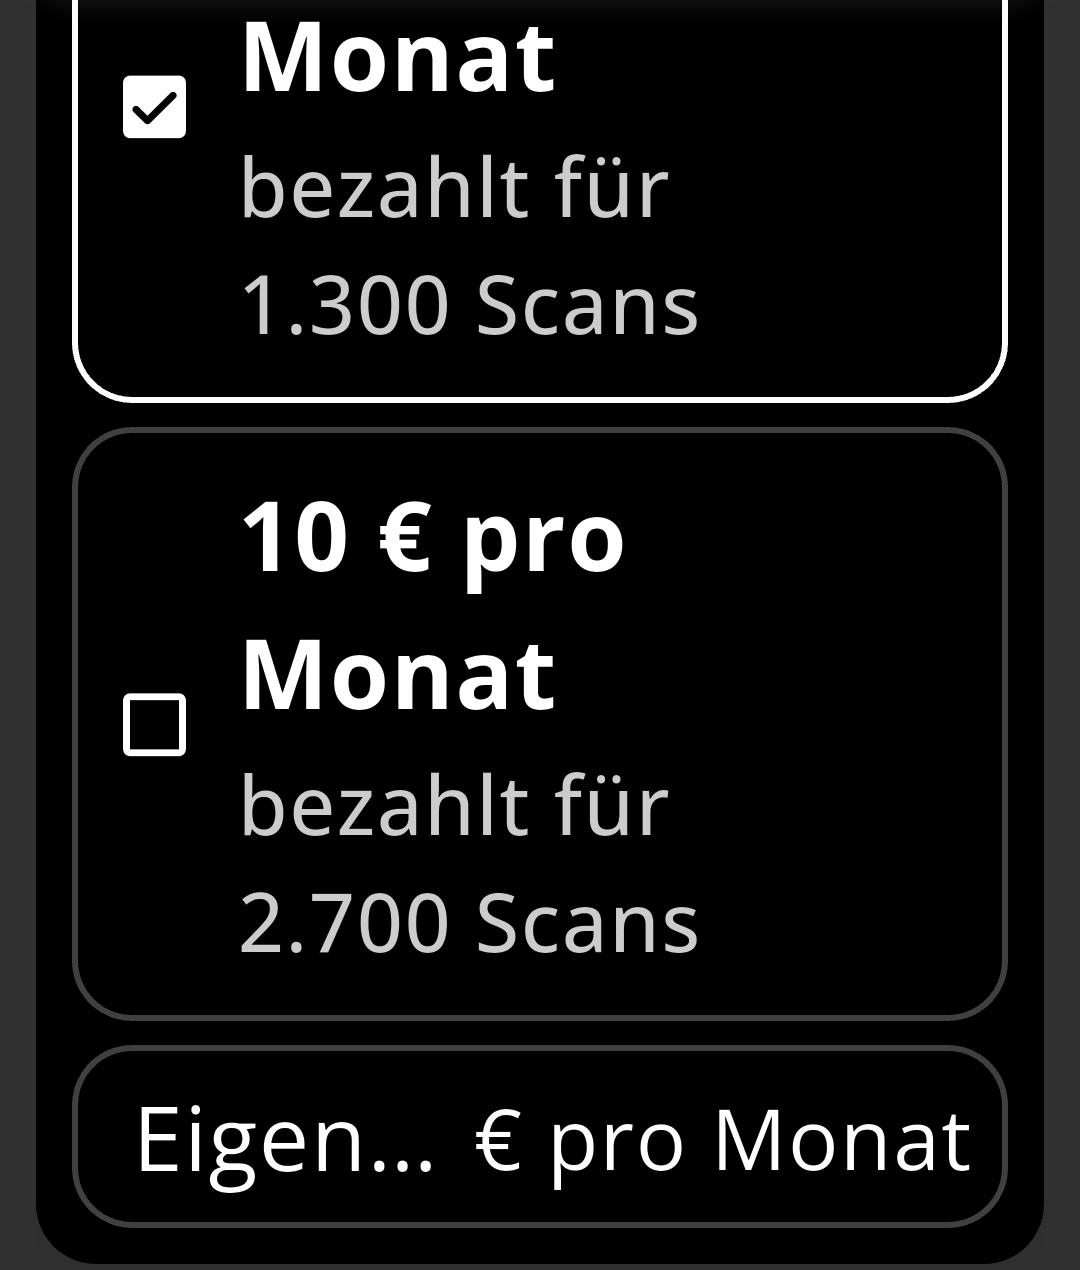 Monat
bezahlt für
1.300 Scans
10 € pro
Monat
bezahlt für
2.700 Scans
Eigen... € pro Monat